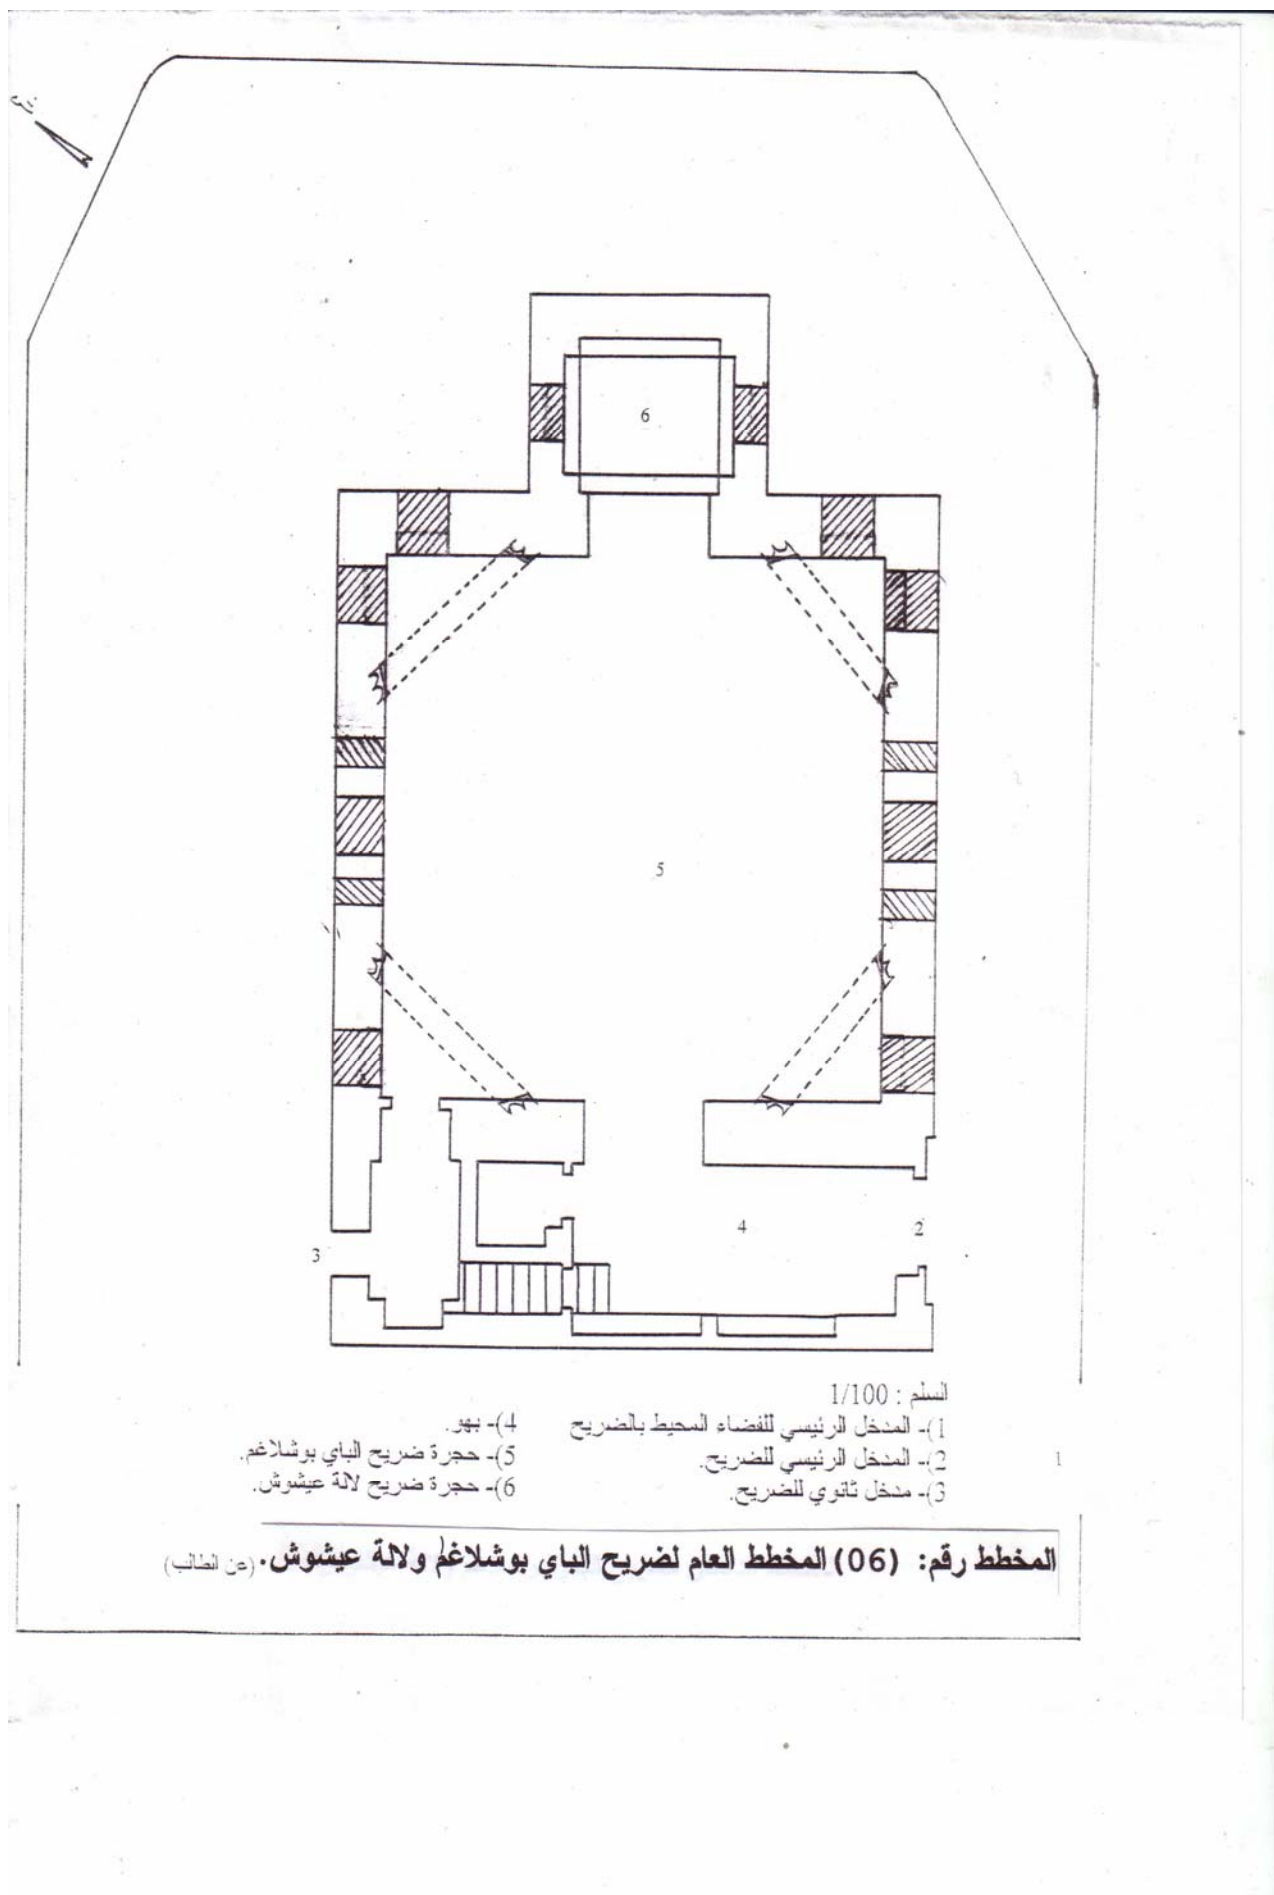 ش
6
5
4
2
3
السلم : 1/100
1)- المدخل الرئيسي للفضاء المحيط بالضريح
4)- بهو.
2)- المدخل الرئيسي للضريح.
5)- حجرة ضريح الباي بوشلاغم.
1
3)- مدخل ثانوي للضريح.
6)- حجرة ضريح لالة عيشوش.
المخطط رقم: (06) المخطط العام لضريح الباي بوشلاغم ولالة عيشوش. (عن الطالب)